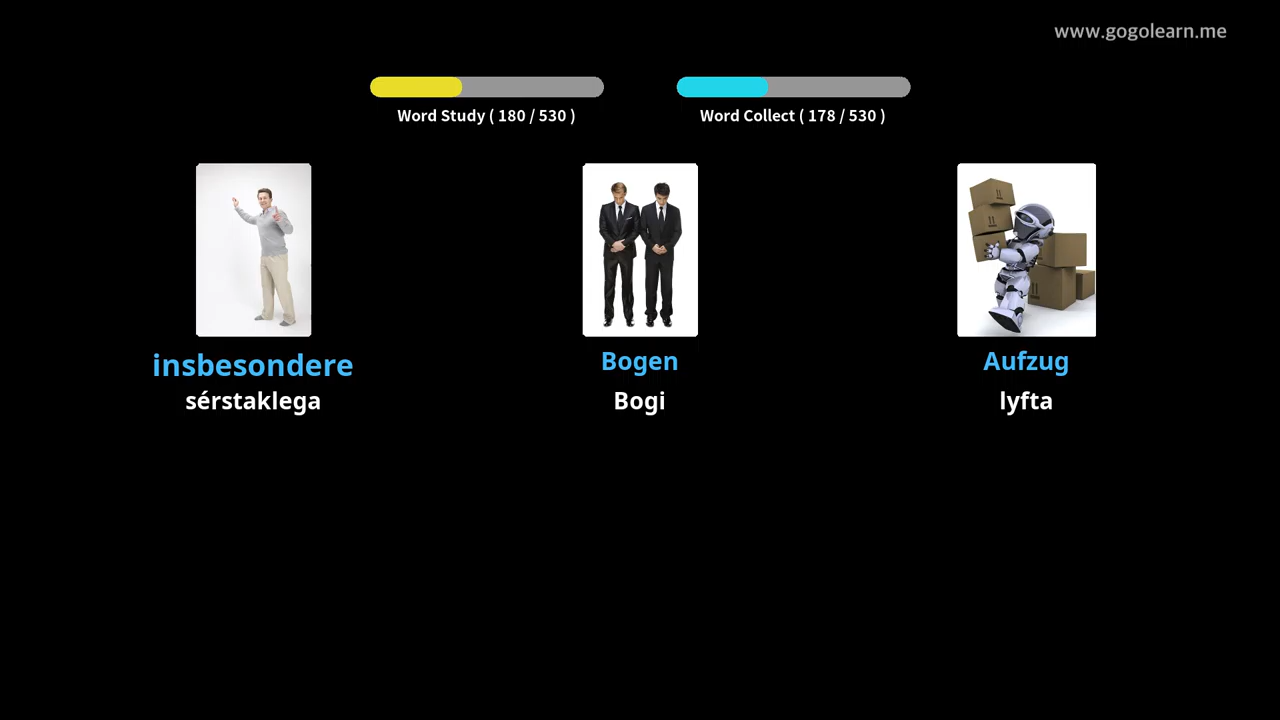 www.gogolearn.me
Word Study ( 180 / 530 )
Word Collect ( 178 / 530 )
insbesondere
sérstaklega
Bogen
Bogi
Aufzug
lyfta